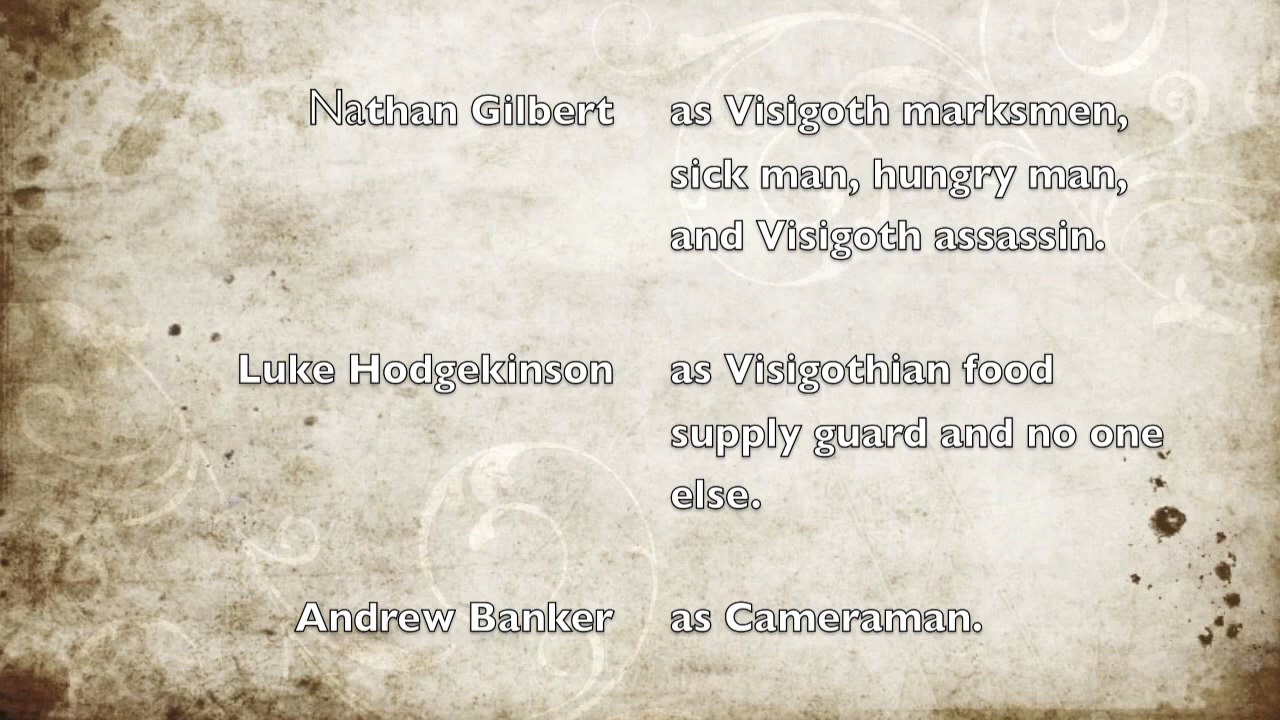 Nathan Gilbert as Visigoth marksmen,
sick man, hungry man,
and Visigoth assassin.
Luke Hodgekinson as Visigothian food
supply guard and no one
else.
Andrew Banker as Cameraman.